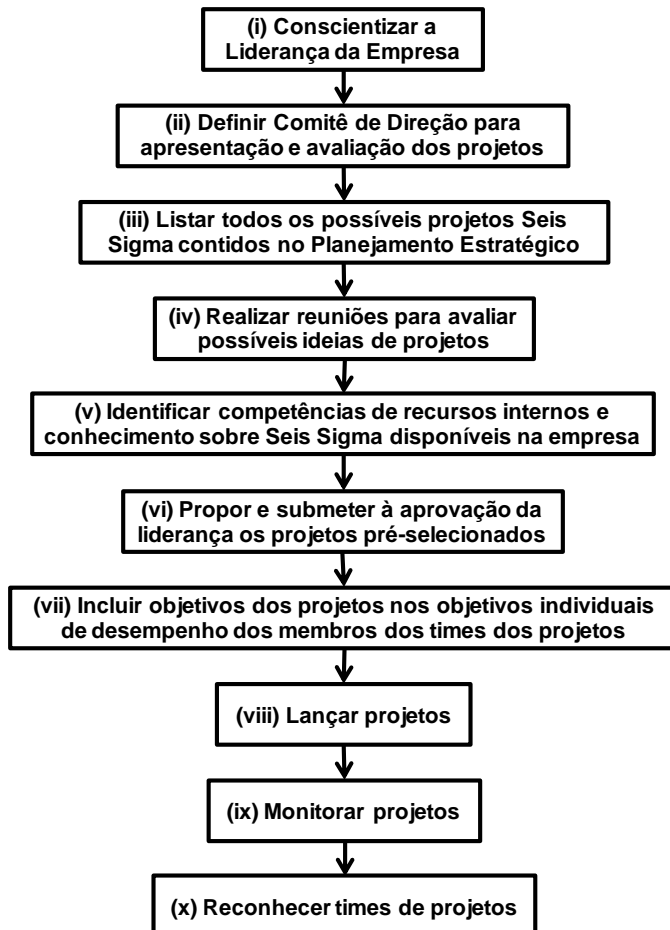 (i) Conscientizar a
Liderança da Empresa
(ii) Definir Comitê de Direção para
apresentação e avaliação dos projetos
(iii) Listar todos os possíveis projetos Seis
Sigma contidos no Planejamento Estratégico
(iv) Realizar reuniões para avaliar
possíveis ideias de projetos
(v) Identificar competências de recursos internos e
conhecimento sobre Seis Sigma disponíveis na empresa
(vi) Propor e submeter à aprovação da
liderança os projetos pré-selecionados
(vii) Incluir objetivos dos projetos nos objetivos individuais
de desempenho dos membros dos times dos projetos
(viii) Lançar projetos
(ix) Monitorar projetos
(x) Reconhecer times de projetos